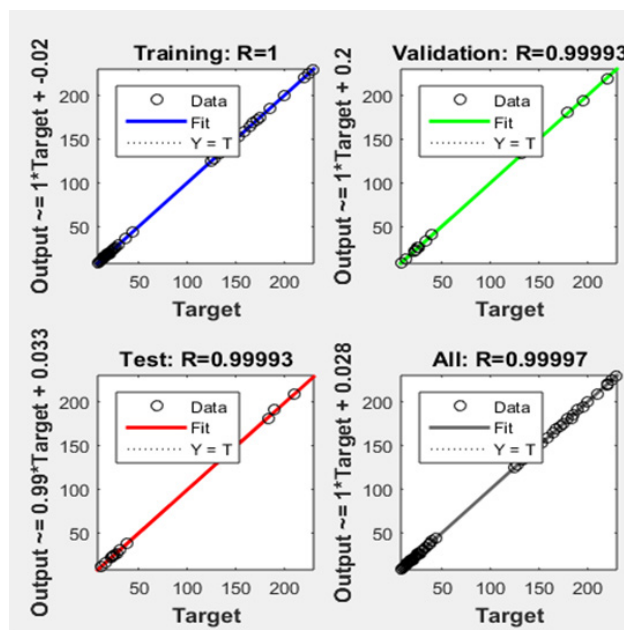 Training: R=1
Output ~= 1*Target + -0.02
Data
Fit
Y = T
200
150
100
50
50 100 150 200
Target
Validation: R=0.99993
Output ~= 1*Target + 0.2
Data
Fit
Y = T
200
150
100
50
50 100 150 200
Target
Test: R=0.99993
Output ~= 0.99*Target + 0.033
Data
Fit
Y = T
200
150
100
50
50 100 150 200
Target
All: R=0.99997
Output ~= 1*Target + 0.028
Data
Fit
Y = T
200
150
100
50
50 100 150 200
Target